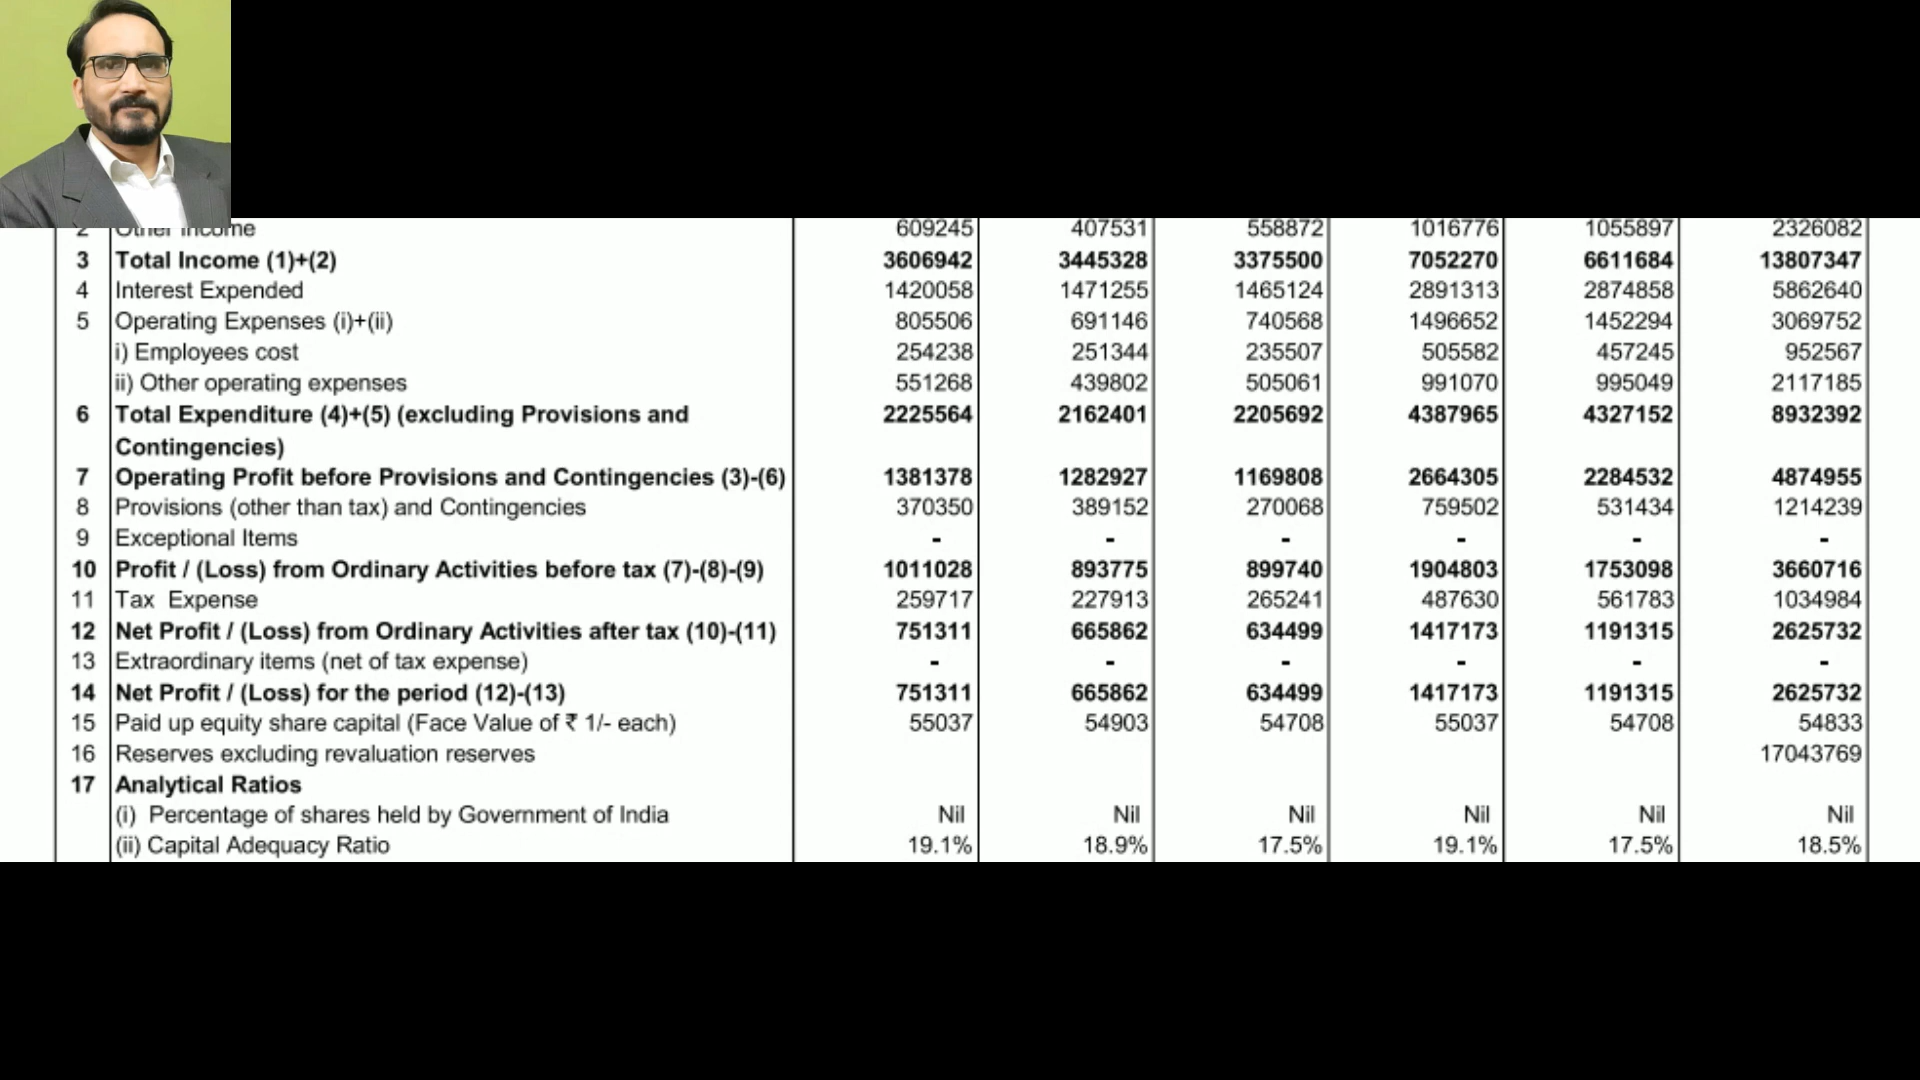 2 Other Income 609245 407531 558872 1016776 1055897 2326082
3 Total Income (1)+(2) 3606942 3445328 3375500 7052270 6611684 13807347
4 Interest Expended 1420058 1471255 1465124 2891313 2874858 5862640
5 Operating Expenses (i)+(ii) 805506 691146 740568 1496652 1452294 3069752
i) Employees cost 254238 251344 235507 505582 457245 952567
ii) Other operating expenses 551268 439802 505061 991070 995049 2117185
6 Total Expenditure (4)+(5) (excluding Provisions and 2225564 2162401 2205692 4387965 4327152 8932392
Contingencies)
7 Operating Profit before Provisions and Contingencies (3)-(6) 1381378 1282927 1169808 2664305 2284532 4874955
8 Provisions (other than tax) and Contingencies 370350 389152 270068 759502 531434 1214239
9 Exceptional Items - - - - - -
10 Profit / (Loss) from Ordinary Activities before tax (7)-(8)-(9) 1011028 893775 899740 1904803 1753098 3660716
11 Tax Expense 259717 227913 265241 487630 561783 1034984
12 Net Profit / (Loss) from Ordinary Activities after tax (10)-(11) 751311 665862 634499 1417173 1191315 2625732
13 Extraordinary items (net of tax expense) - - - - - -
14 Net Profit / (Loss) for the period (12)-(13) 751311 665862 634499 1417173 1191315 2625732
15 Paid up equity share capital (Face Value of ₹ 1/- each) 55037 54903 54708 55037 54708 54833
16 Reserves excluding revaluation reserves 17043769
17 Analytical Ratios
(i) Percentage of shares held by Government of India Nil Nil Nil Nil Nil Nil
(ii) Capital Adequacy Ratio 19.1% 18.9% 17.5% 19.1% 17.5% 18.5%